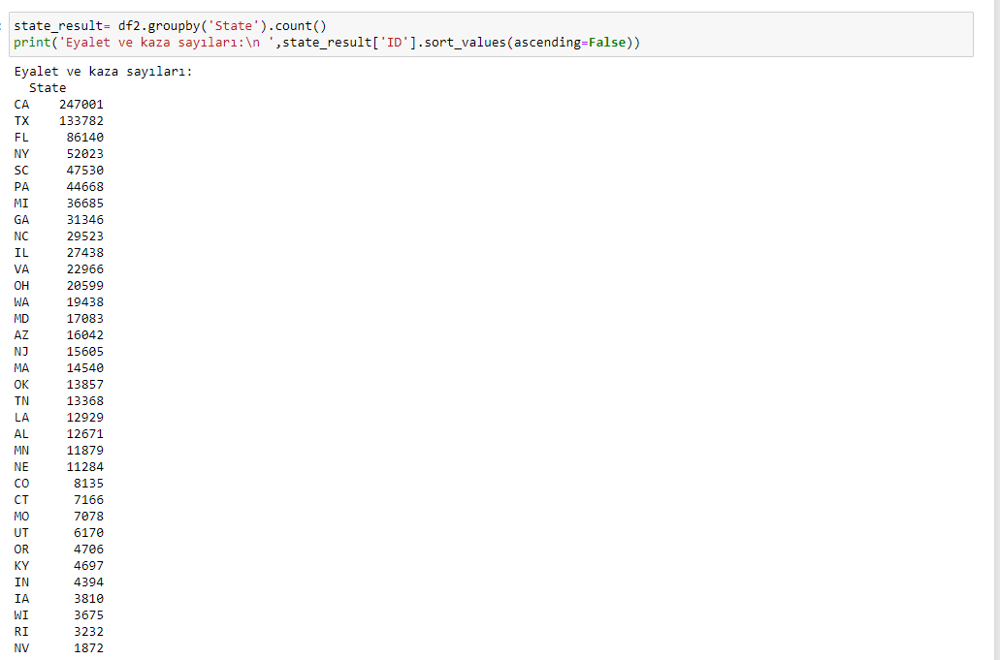 state_result= df2.groupby('State').count()
print('Eyalet ve kaza sayıları:\n ',state_result['ID'].sort_values(ascending=False))
Eyalet ve kaza sayıları:
State
CA 247001
TX 133782
FL 86140
NY 52023
SC 47530
PA 44668
MI 36685
GA 31346
NC 29523
IL 27438
VA 22966
OH 20599
WA 19438
MD 17083
AZ 16042
NJ 15605
MA 14540
OK 13857
TN 13368
LA 12929
AL 12671
MN 11879
NE 11284
CO 8135
CT 7166
MO 7078
UT 6170
OR 4706
KY 4697
IN 4394
IA 3810
WI 3675
RI 3232
NV 1872